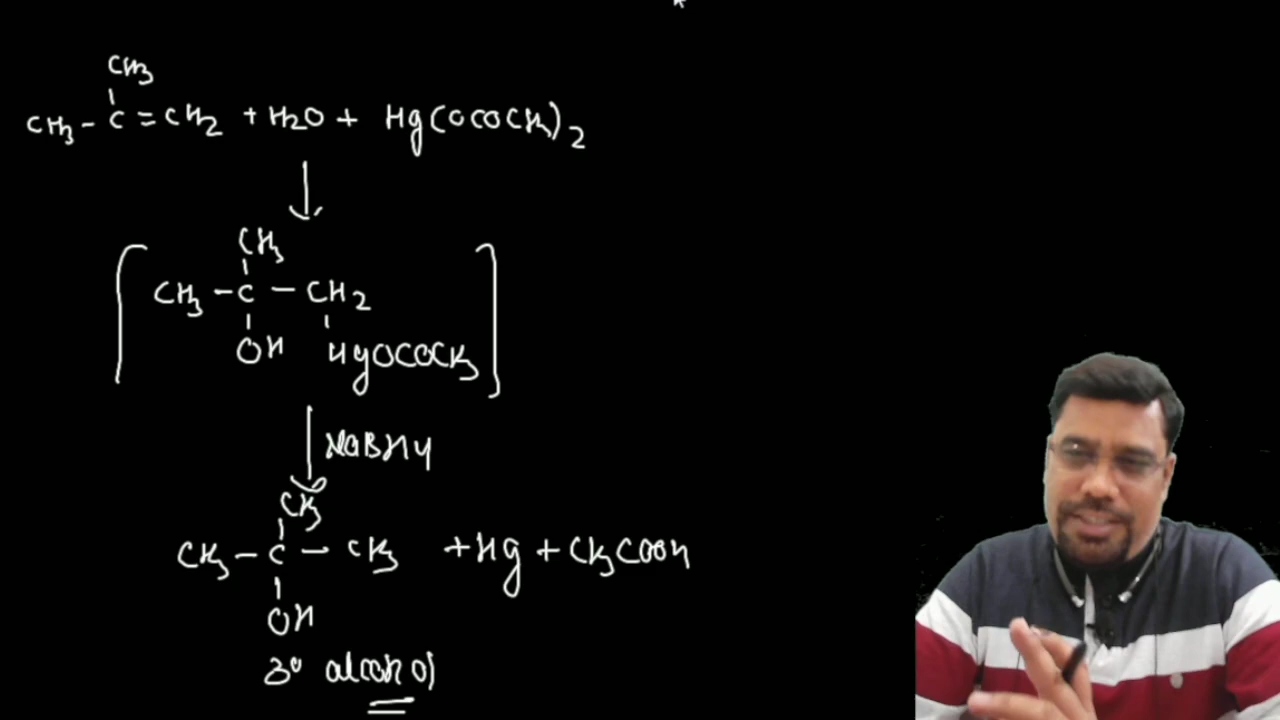 CH3
CH3 - C = CH2 + H2O + Hg(OCOCH3)2
CH3
CH3 - C - CH2
OH HgOCOCH3
NaBH4
CH3
CH3 - C - CH3 + Hg + CH3COOH
OH
3° alcohol